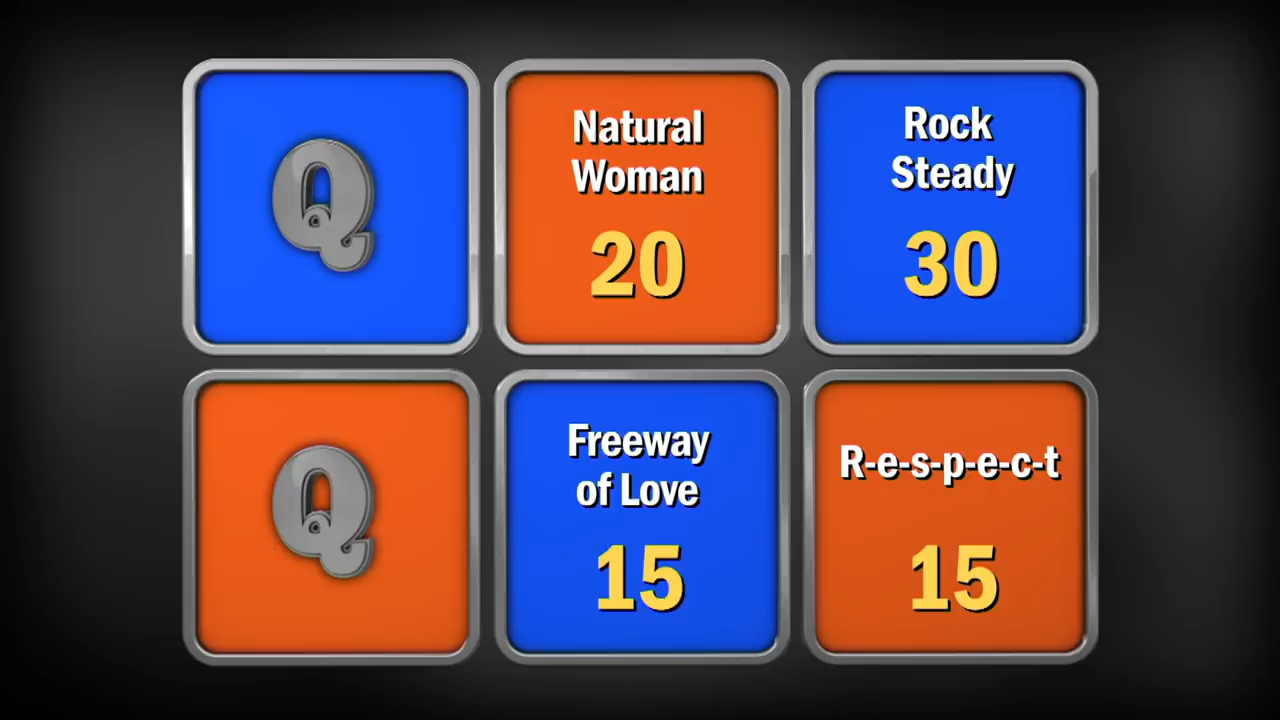 Q
Natural
Woman
20
Rock
Steady
30
Q
Freeway
of Love
15
R-e-s-p-e-c-t
15